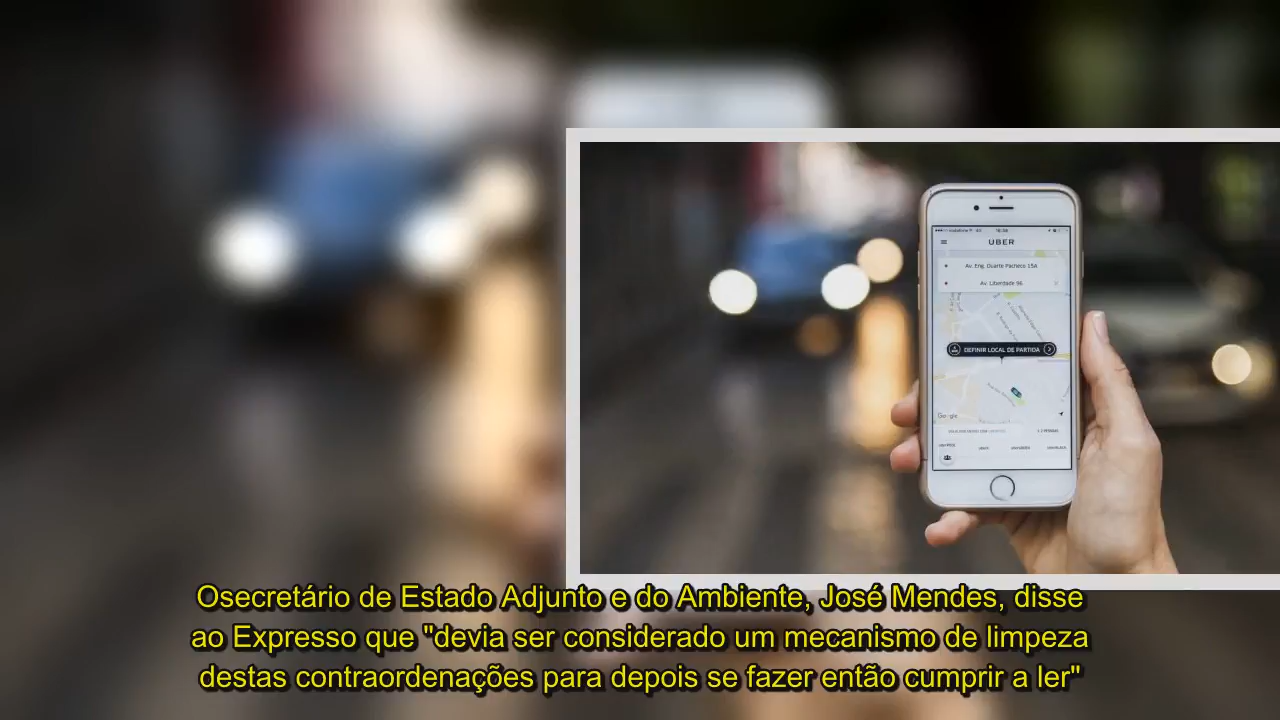 UBER
Av. Eng. Duarte Pacheco 15A
Av. Liberdade 96
DEFINIR LOCAL DE PARTIDA
Google
Osecretário de Estado Adjunto e do Ambiente, José Mendes, disse
ao Expresso que "devia ser considerado um mecanismo de limpeza
destas contraordenações para depois se fazer então cumprir a ler"